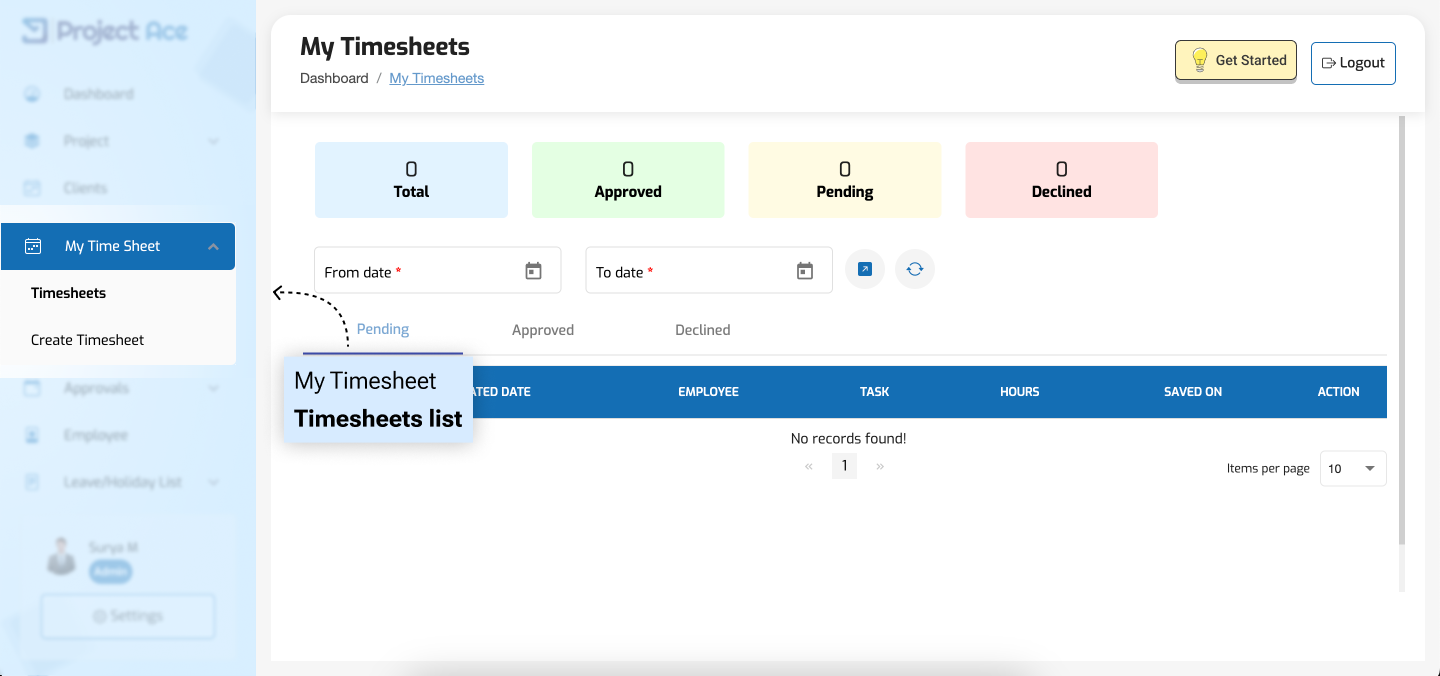 Project Ace
Dashboard
Project
Clients
My Time Sheet
Timesheets
Create Timesheet
Approvals
Employee
Leave/Holiday List
Surya M
Admin
Settings
My Timesheets
Dashboard / My Timesheets
Get Started
Logout
0
Total
0
Approved
0
Pending
0
Declined
From date *
To date *
Pending
Approved
Declined
ATED DATE
EMPLOYEE
TASK
HOURS
SAVED ON
ACTION
My Timesheet
Timesheets list
No records found!
« 1 »
Items per page 10